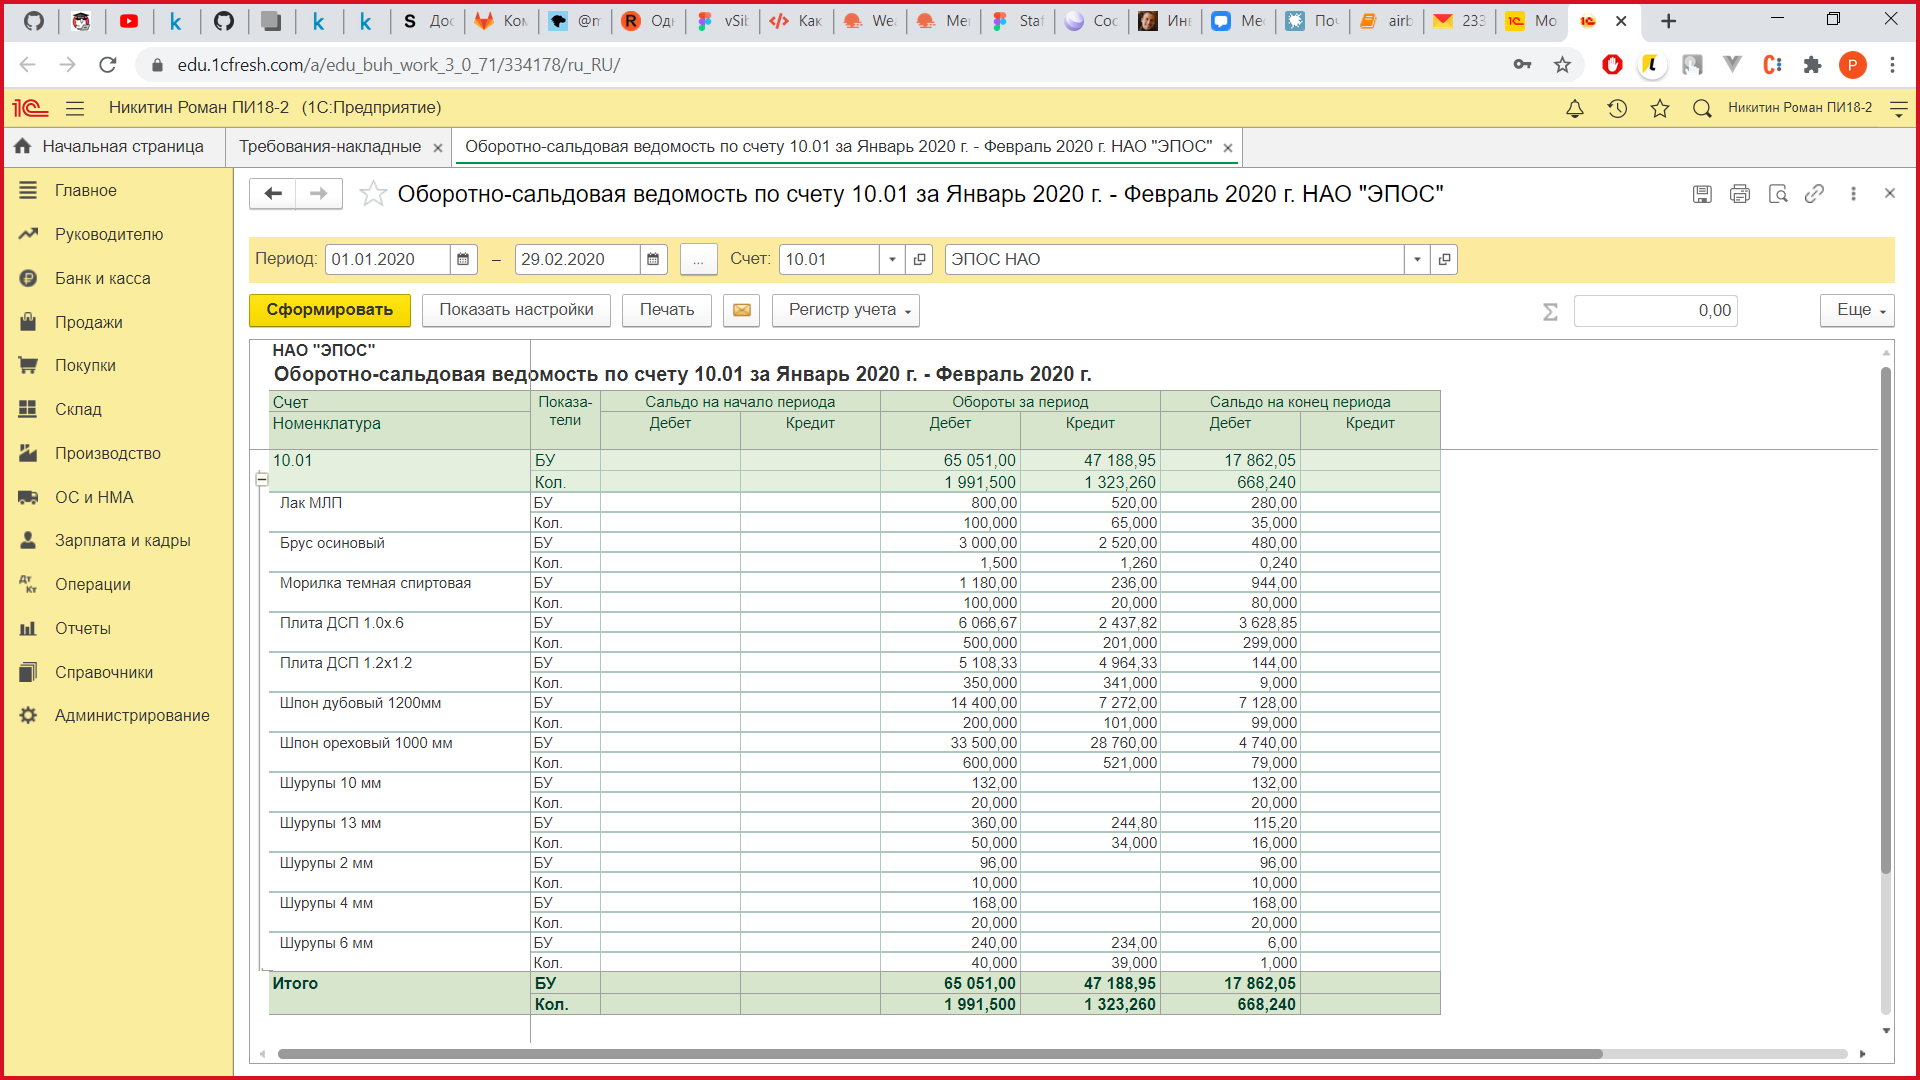 Дос
Ком
@m
Одн
vSib
Как
Wea
Мег
Staf
Сос
Инв
Мес
Поч
airb
233
Мо
edu.1cfresh.com/a/edu_buh_work_3_0_71/334178/ru_RU/
P
Никитин Роман ПИ18-2 (1С:Предприятие)
Никитин Роман ПИ18-2
Начальная страница
Требования-накладные ×
Оборотно-сальдовая ведомость по счету 10.01 за Январь 2020 г. - Февраль 2020 г. НАО "ЭПОС" ×
Главное
Руководителю
Банк и касса
Продажи
Покупки
Склад
Производство
ОС и НМА
Зарплата и кадры
Дт Кт Операции
Отчеты
Справочники
Администрирование
Оборотно-сальдовая ведомость по счету 10.01 за Январь 2020 г. - Февраль 2020 г. НАО "ЭПОС"
Период: 01.01.2020 – 29.02.2020 ... Счет: 10.01 ЭПОС НАО
Сформировать Показать настройки Печать Регистр учета Σ 0,00 Еще
НАО "ЭПОС"
Оборотно-сальдовая ведомость по счету 10.01 за Январь 2020 г. - Февраль 2020 г.
Счет Показа- Сальдо на начало периода Обороты за период Сальдо на конец периода
Номенклатура тели Дебет Кредит Дебет Кредит Дебет Кредит
10.01 БУ 65 051,00 47 188,95 17 862,05
Кол. 1 991,500 1 323,260 668,240
Лак МЛП БУ 800,00 520,00 280,00
Кол. 100,000 65,000 35,000
Брус осиновый БУ 3 000,00 2 520,00 480,00
Кол. 1,500 1,260 0,240
Морилка темная спиртовая БУ 1 180,00 236,00 944,00
Кол. 100,000 20,000 80,000
Плита ДСП 1.0х.6 БУ 6 066,67 2 437,82 3 628,85
Кол. 500,000 201,000 299,000
Плита ДСП 1.2х1.2 БУ 5 108,33 4 964,33 144,00
Кол. 350,000 341,000 9,000
Шпон дубовый 1200мм БУ 14 400,00 7 272,00 7 128,00
Кол. 200,000 101,000 99,000
Шпон ореховый 1000 мм БУ 33 500,00 28 760,00 4 740,00
Кол. 600,000 521,000 79,000
Шурупы 10 мм БУ 132,00 132,00
Кол. 20,000 20,000
Шурупы 13 мм БУ 360,00 244,80 115,20
Кол. 50,000 34,000 16,000
Шурупы 2 мм БУ 96,00 96,00
Кол. 10,000 10,000
Шурупы 4 мм БУ 168,00 168,00
Кол. 20,000 20,000
Шурупы 6 мм БУ 240,00 234,00 6,00
Кол. 40,000 39,000 1,000
Итого БУ 65 051,00 47 188,95 17 862,05
Кол. 1 991,500 1 323,260 668,240